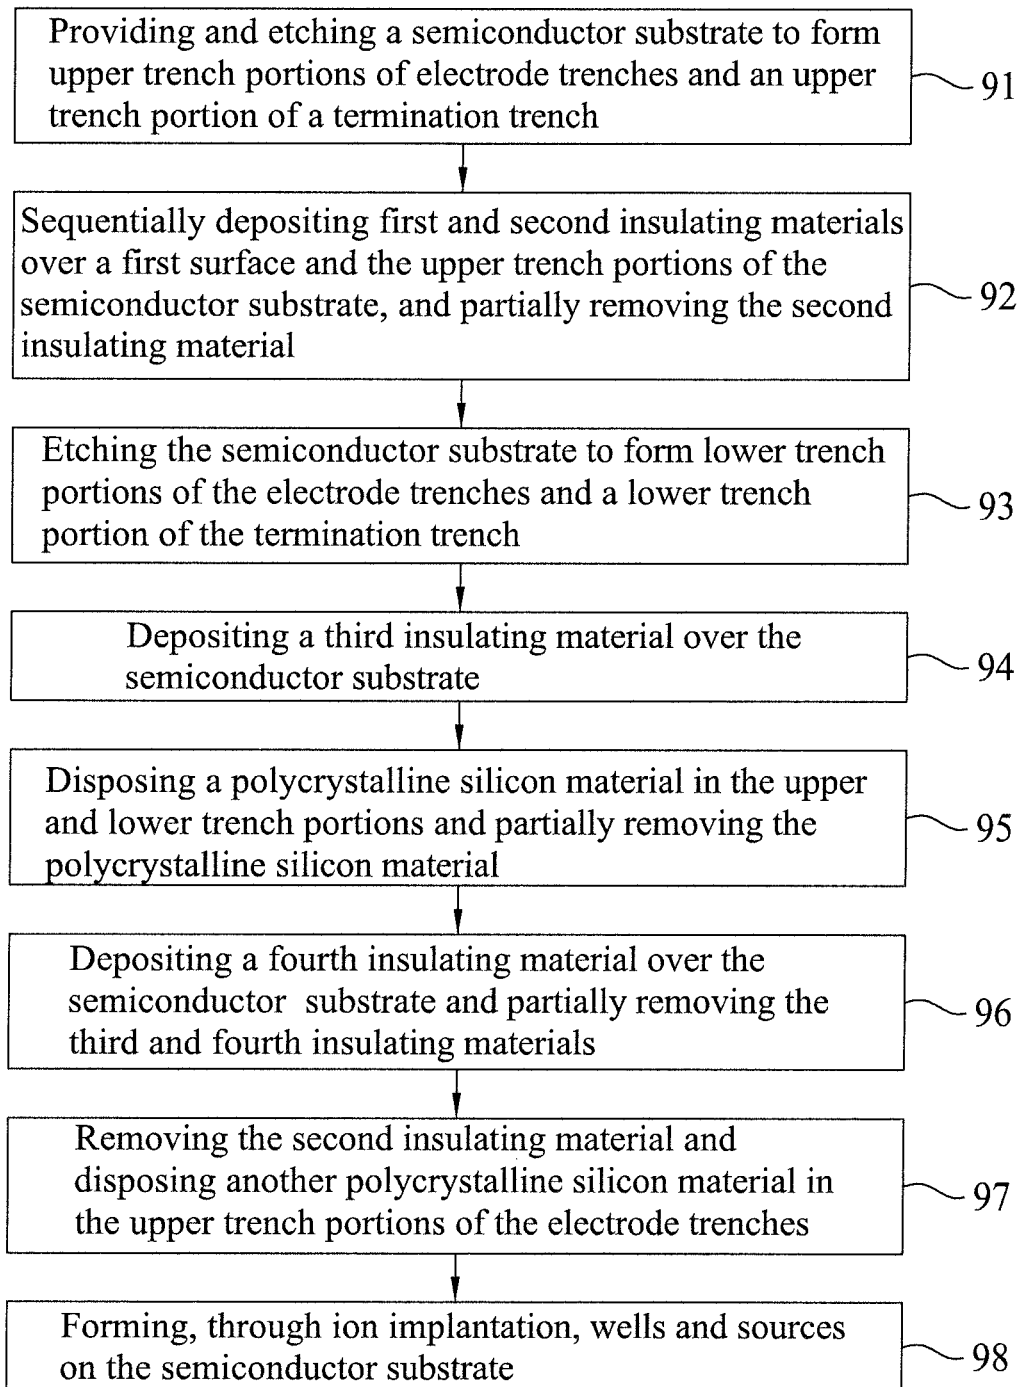 Providing and etching a semiconductor substrate to form
upper trench portions of electrode trenches and an upper
trench portion of a termination trench
91
Sequentially depositing first and second insulating materials
over a first surface and the upper trench portions of the
semiconductor substrate, and partially removing the second
insulating material
92
Etching the semiconductor substrate to form lower trench
portions of the electrode trenches and a lower trench
portion of the termination trench
93
Depositing a third insulating material over the
semiconductor substrate
94
Disposing a polycrystalline silicon material in the upper
and lower trench portions and partially removing the
polycrystalline silicon material
95
Depositing a fourth insulating material over the
semiconductor substrate and partially removing the
third and fourth insulating materials
96
Removing the second insulating material and
disposing another polycrystalline silicon material in
the upper trench portions of the electrode trenches
97
Forming, through ion implantation, wells and sources
on the semiconductor substrate
98